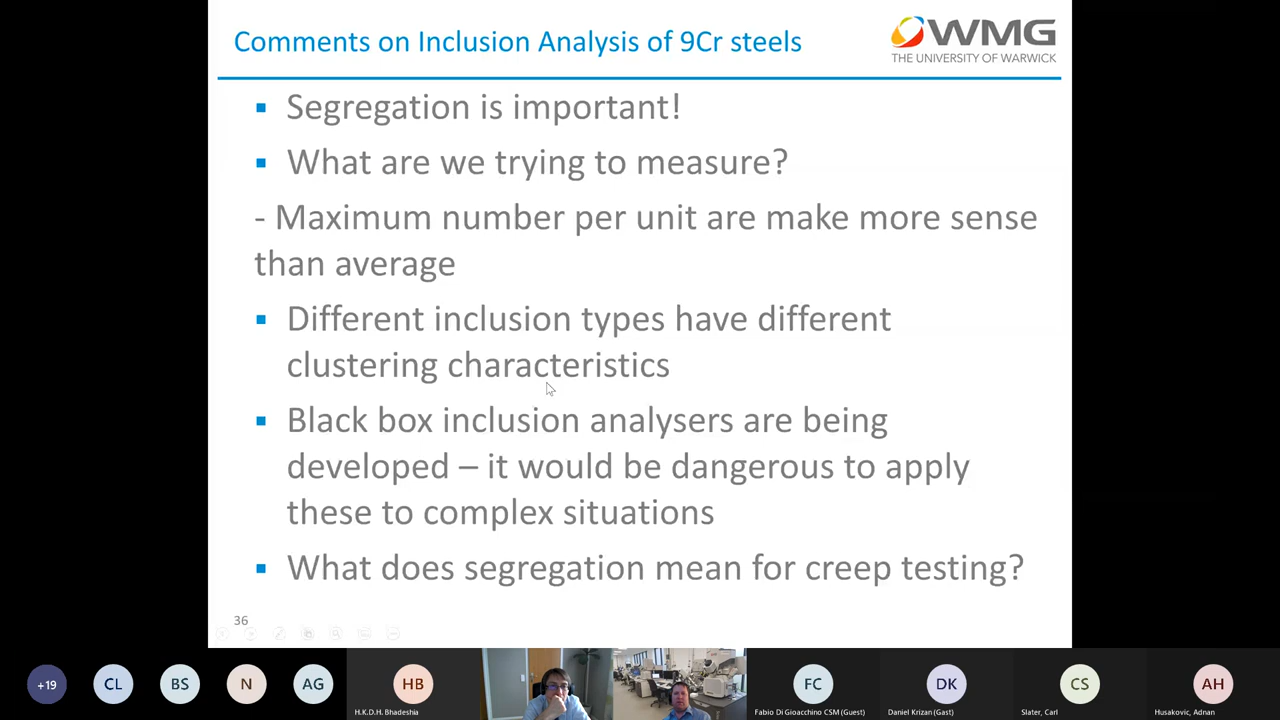 Comments on Inclusion Analysis of 9Cr steels
WMG
THE UNIVERSITY OF WARWICK
Segregation is important!
What are we trying to measure?
- Maximum number per unit are make more sense
than average
Different inclusion types have different
clustering characteristics
Black box inclusion analysers are being
developed – it would be dangerous to apply
these to complex situations
What does segregation mean for creep testing?
36
+19
CL
BS
N
AG
HB
H.K.D.H. Bhadeshia
FC
Fabio Di Gioacchino CSM (Guest)
DK
Daniel Krizan (Gast)
CS
Slater, Carl
AH
Husakovic, Adnan